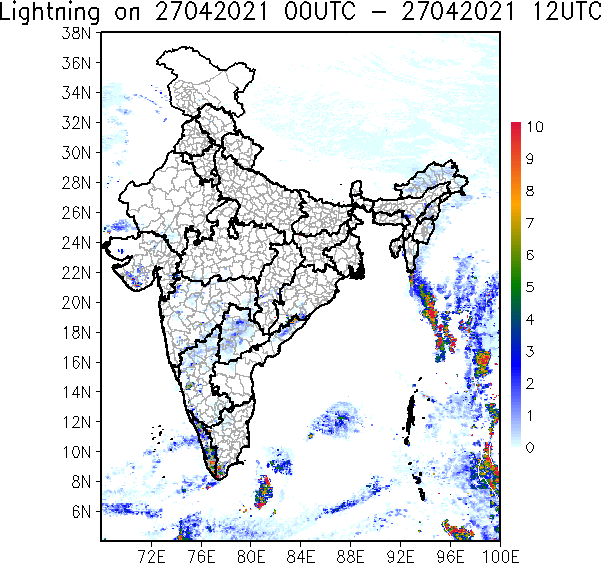 Lightning on 27042021 00UTC – 27042021 12UTC
38N
36N
34N
32N
30N
28N
26N
24N
22N
20N
18N
16N
14N
12N
10N
8N
6N
72E 76E 80E 84E 88E 92E 96E 100E
10
9
8
7
6
5
4
3
2
1
0